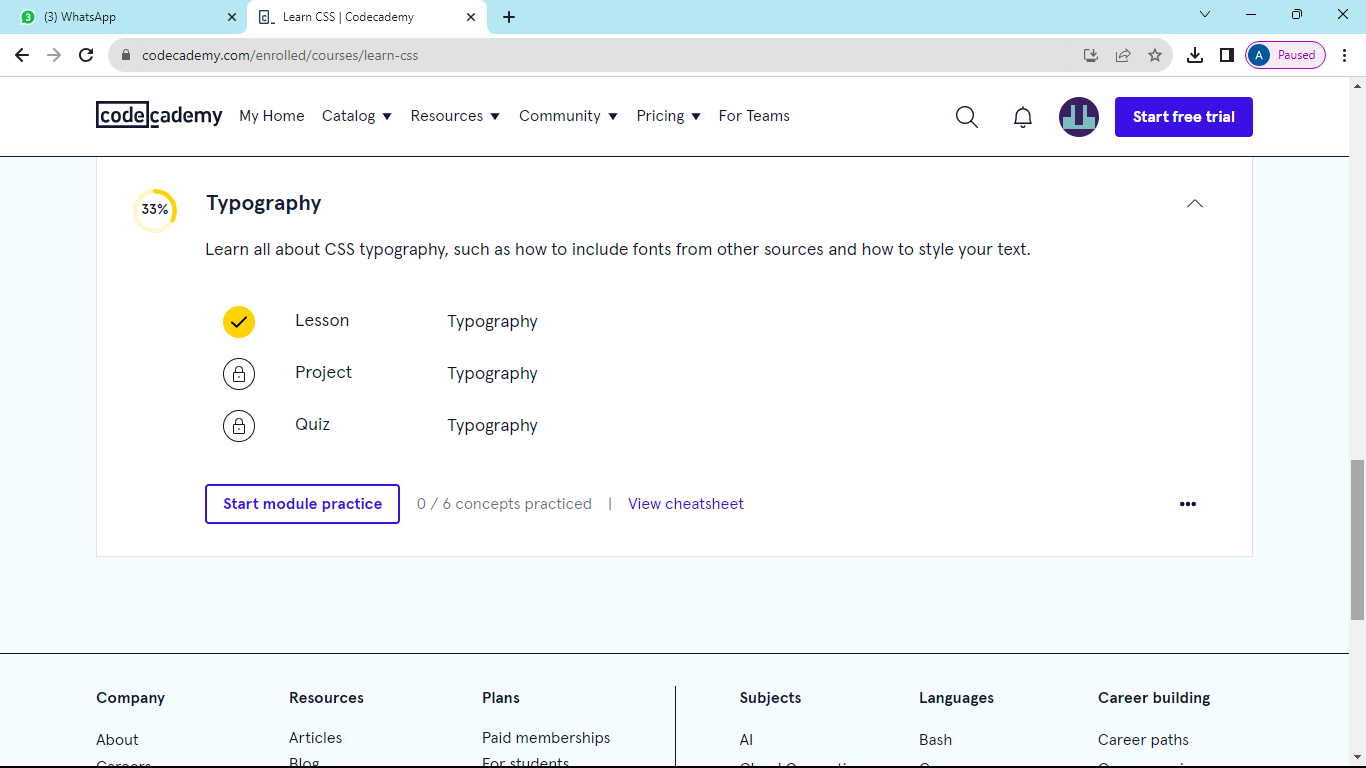 3 (3) WhatsApp
c_ Learn CSS | Codecademy
codecademy.com/enrolled/courses/learn-css
A Paused
codecademy My Home Catalog Resources Community Pricing For Teams Start free trial
33% Typography
Learn all about CSS typography, such as how to include fonts from other sources and how to style your text.
Lesson Typography
Project Typography
Quiz Typography
Start module practice 0 / 6 concepts practiced | View cheatsheet
Company Resources Plans Subjects Languages Career building
About Articles Paid memberships AI Bash Career paths
Careers Blog For students